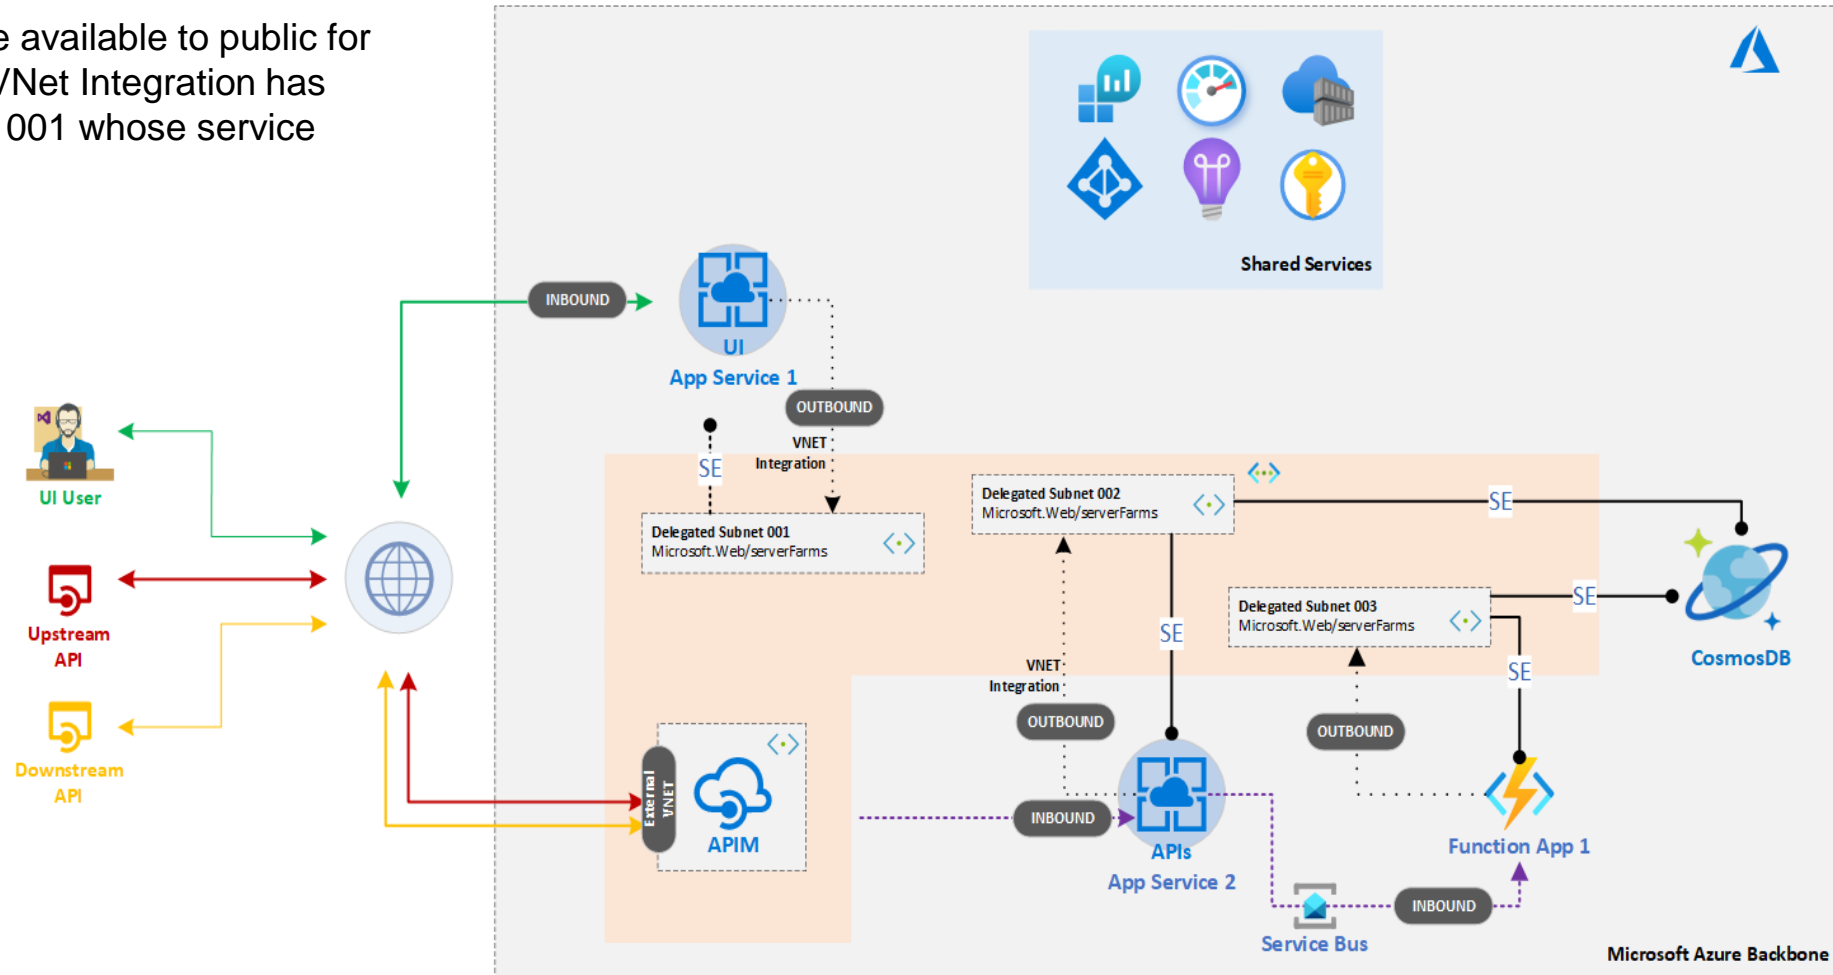 e available to public for
VNet Integration has
001 whose service
Shared Services
INBOUND
UI
App Service 1
OUTBOUND
VNET
Integration
SE
UI User
Upstream
API
Downstream
API
Delegated Subnet 001
Microsoft.Web/serverFarms
Delegated Subnet 002
Microsoft.Web/serverFarms
SE
Delegated Subnet 003
Microsoft.Web/serverFarms
SE
CosmosDB
SE
SE
VNET
Integration
OUTBOUND
OUTBOUND
External
VNET
APIM
INBOUND
APIs
App Service 2
Function App 1
INBOUND
Service Bus
Microsoft Azure Backbone